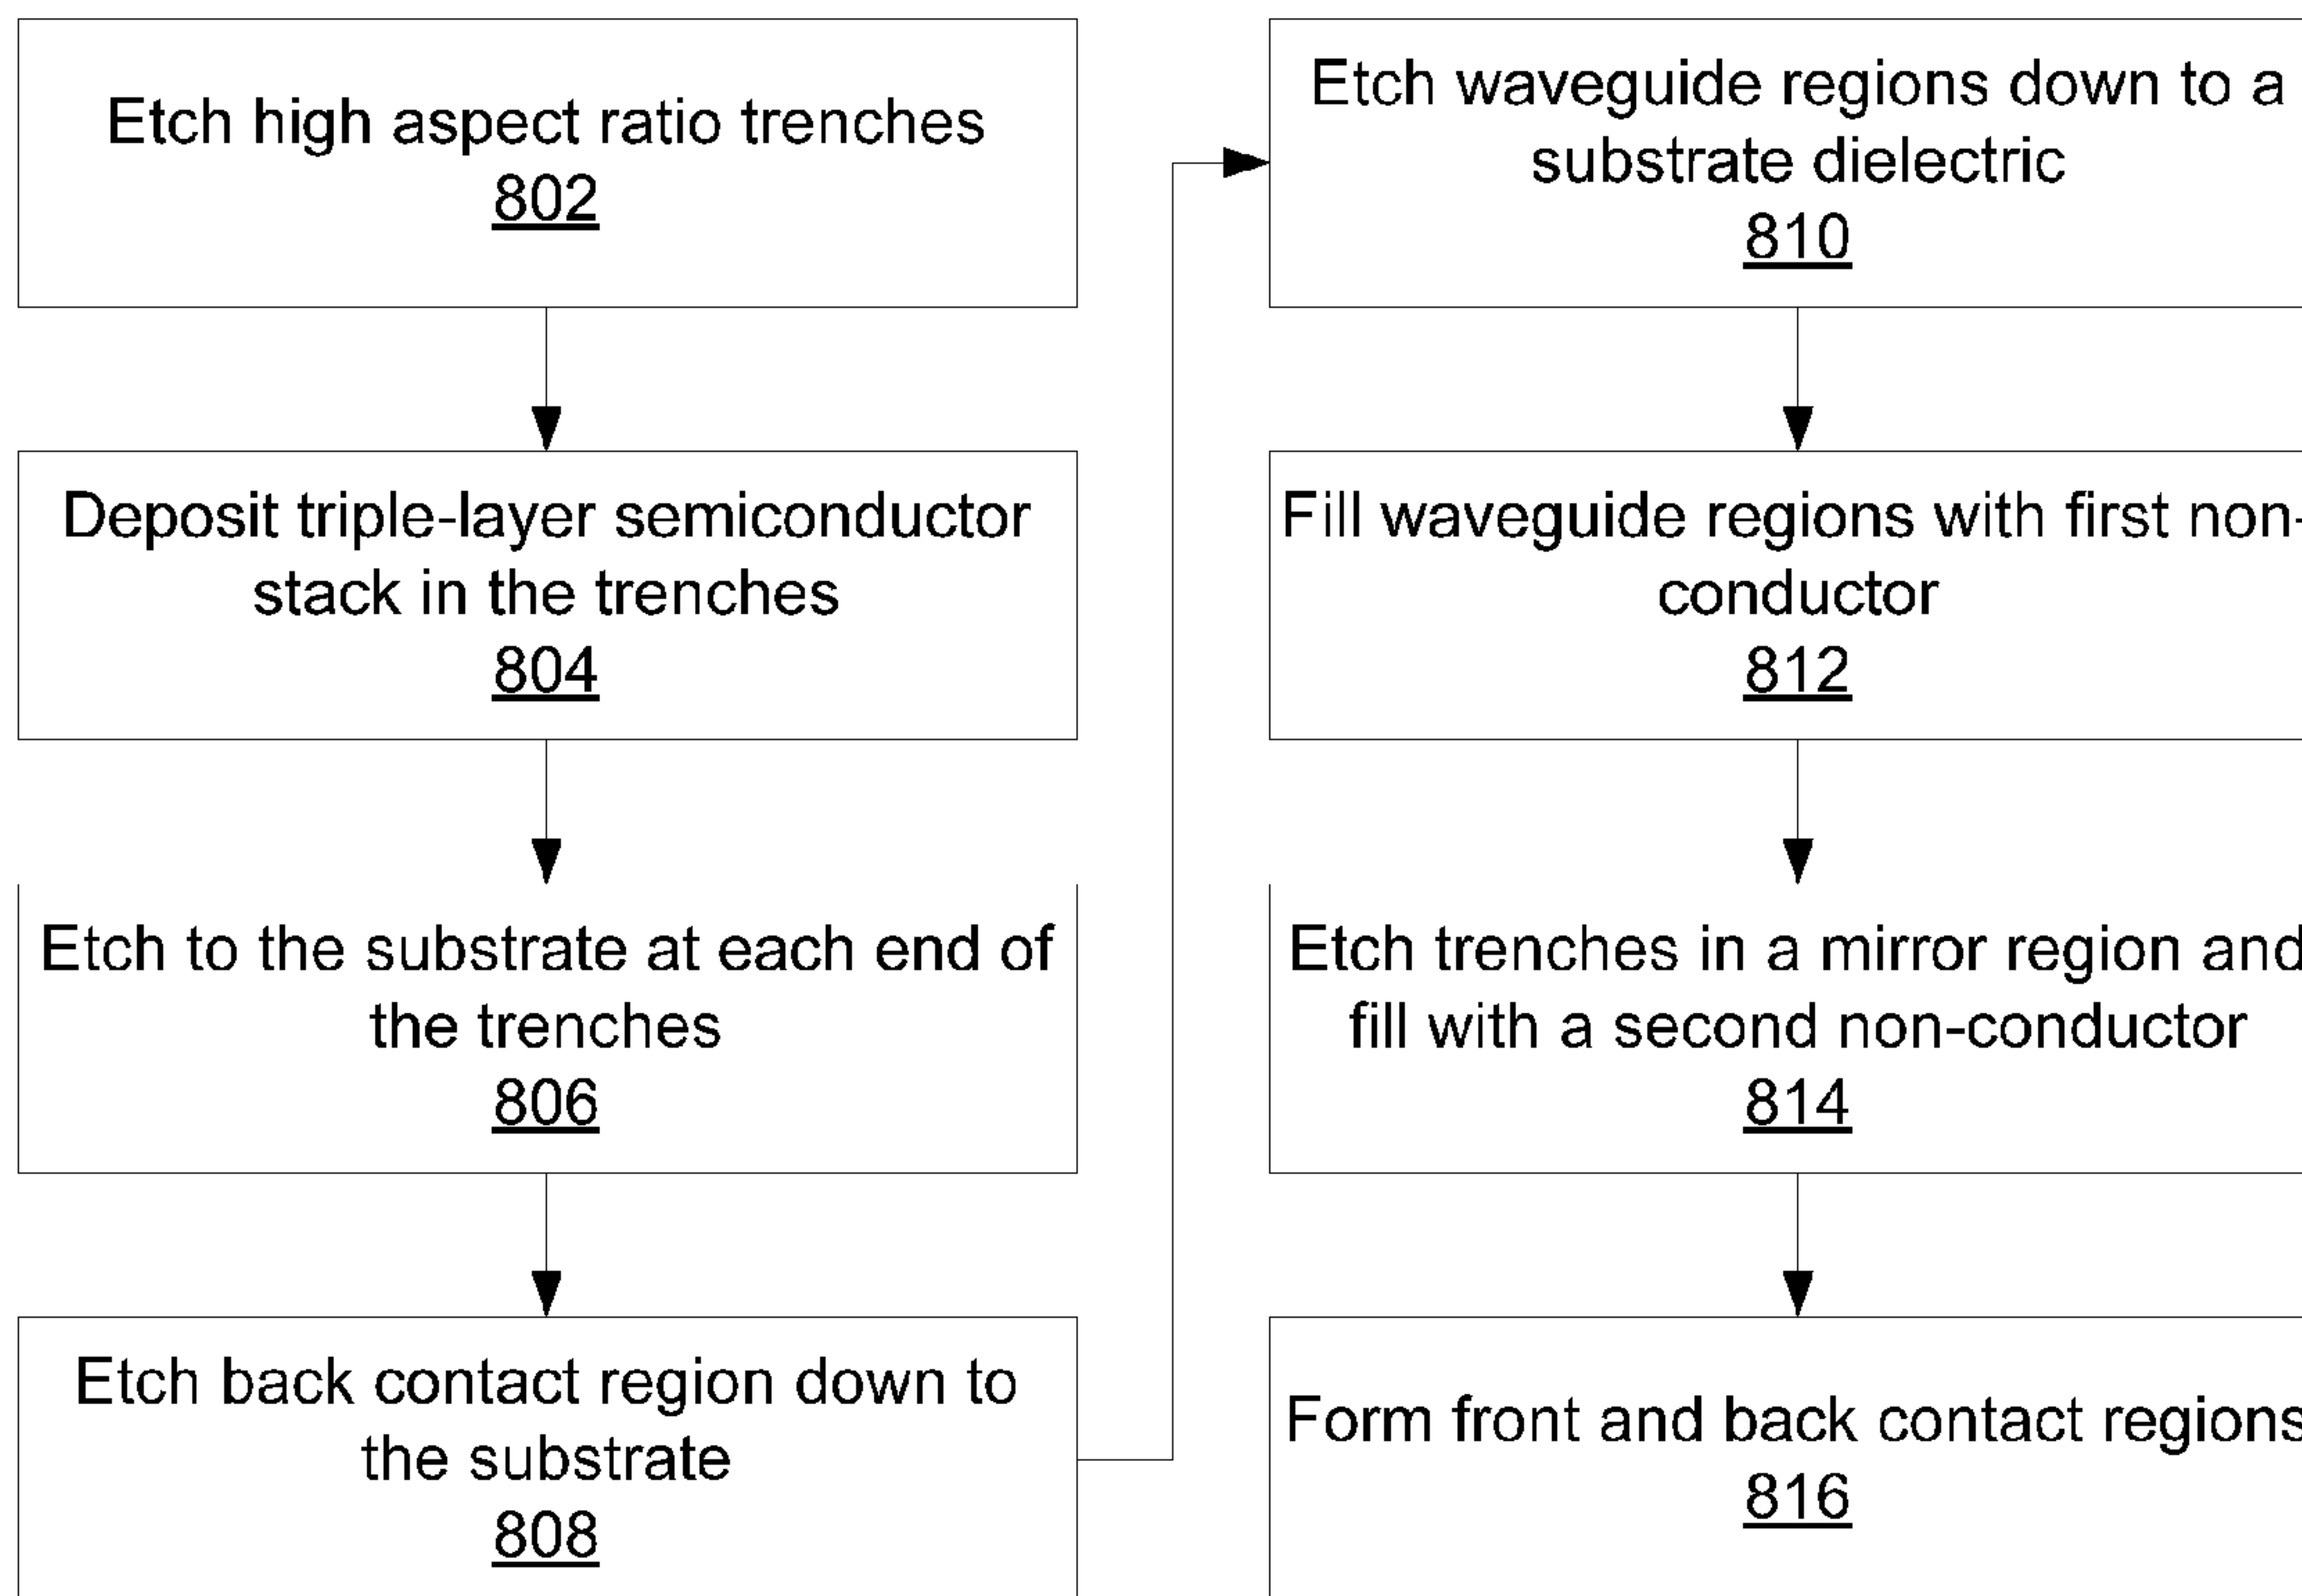 Etch high aspect ratio trenches
802
Deposit triple-layer semiconductor
stack in the trenches
804
Etch to the substrate at each end of
the trenches
806
Etch back contact region down to
the substrate
808
Etch waveguide regions down to a
substrate dielectric
810
Fill waveguide regions with first non-
conductor
812
Etch trenches in a mirror region and
fill with a second non-conductor
814
Form front and back contact regions
816